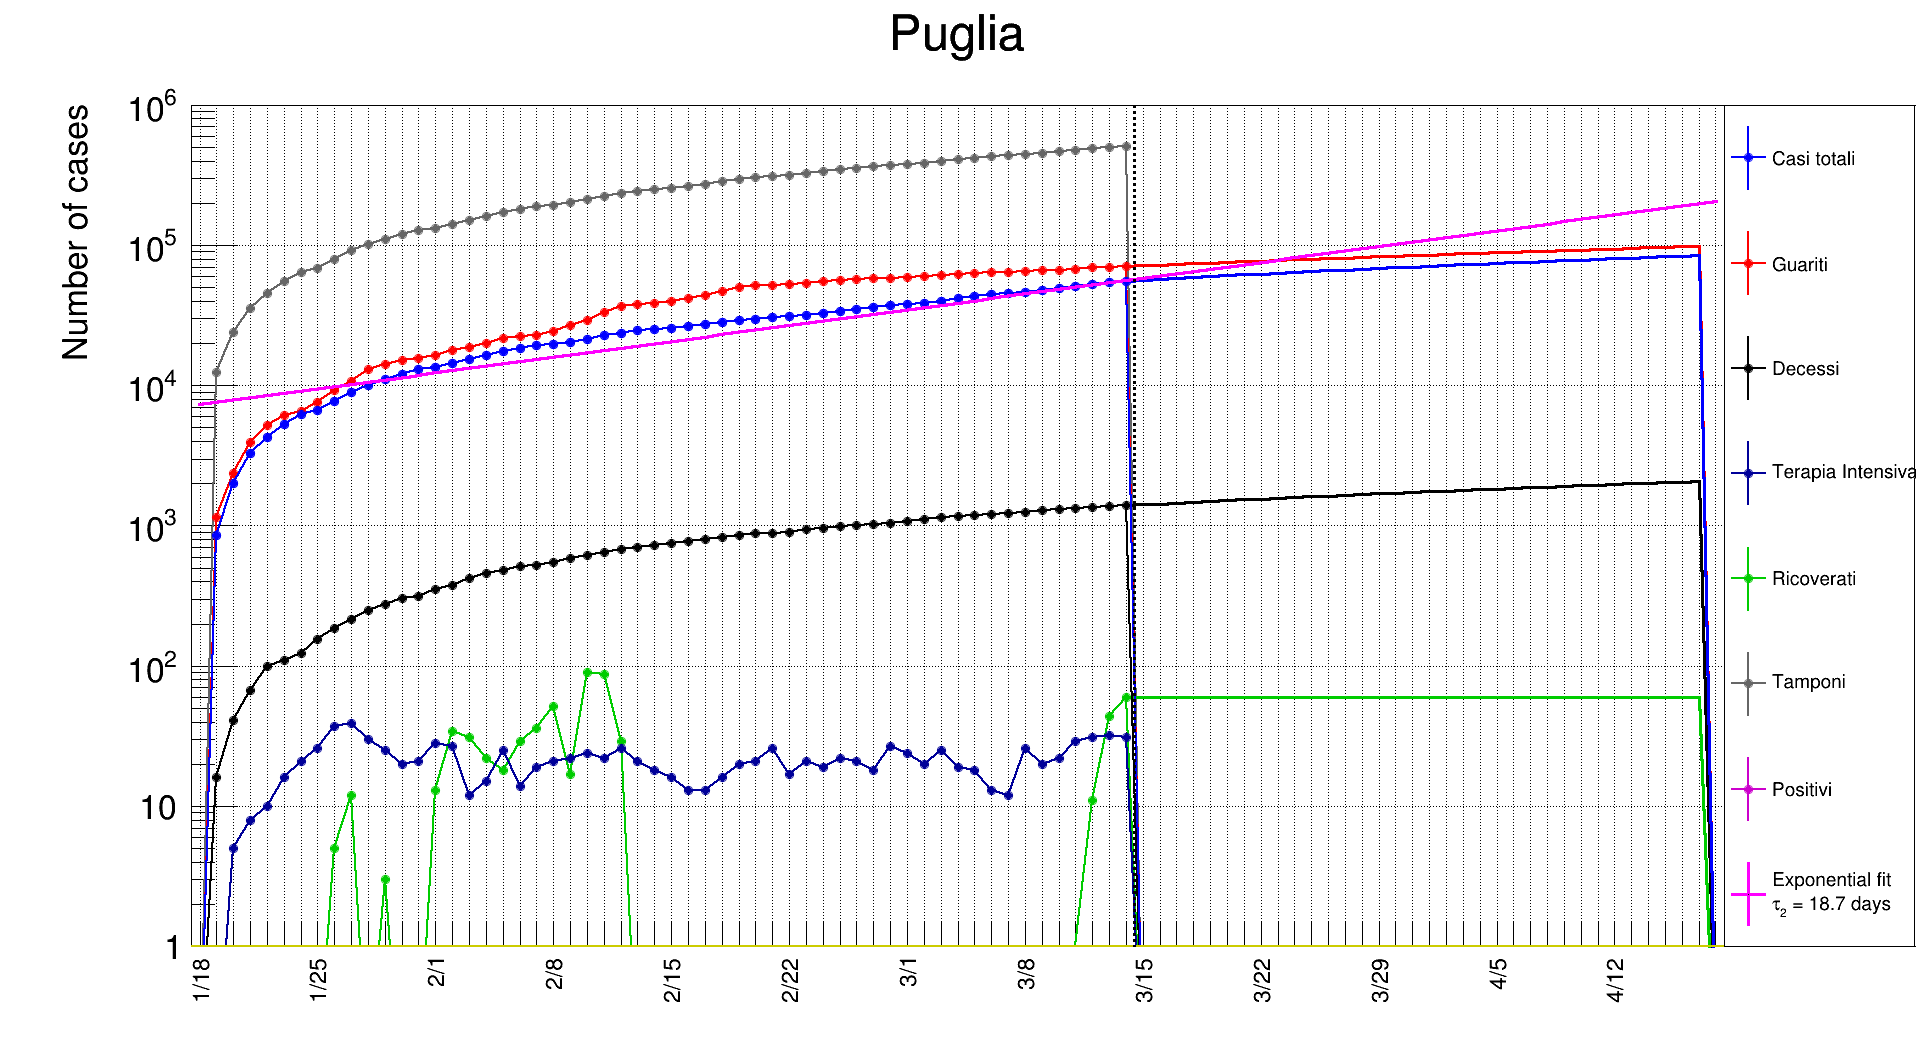 Puglia
Number of cases
10^6
10^5
10^4
10^3
10^2
10
1
1/18
1/25
2/1
2/8
2/15
2/22
3/1
3/8
3/15
3/22
3/29
4/5
4/12
Casi totali
Guariti
Decessi
Terapia Intensiva
Ricoverati
Tamponi
Positivi
Exponential fit
τ_2 = 18.7 days